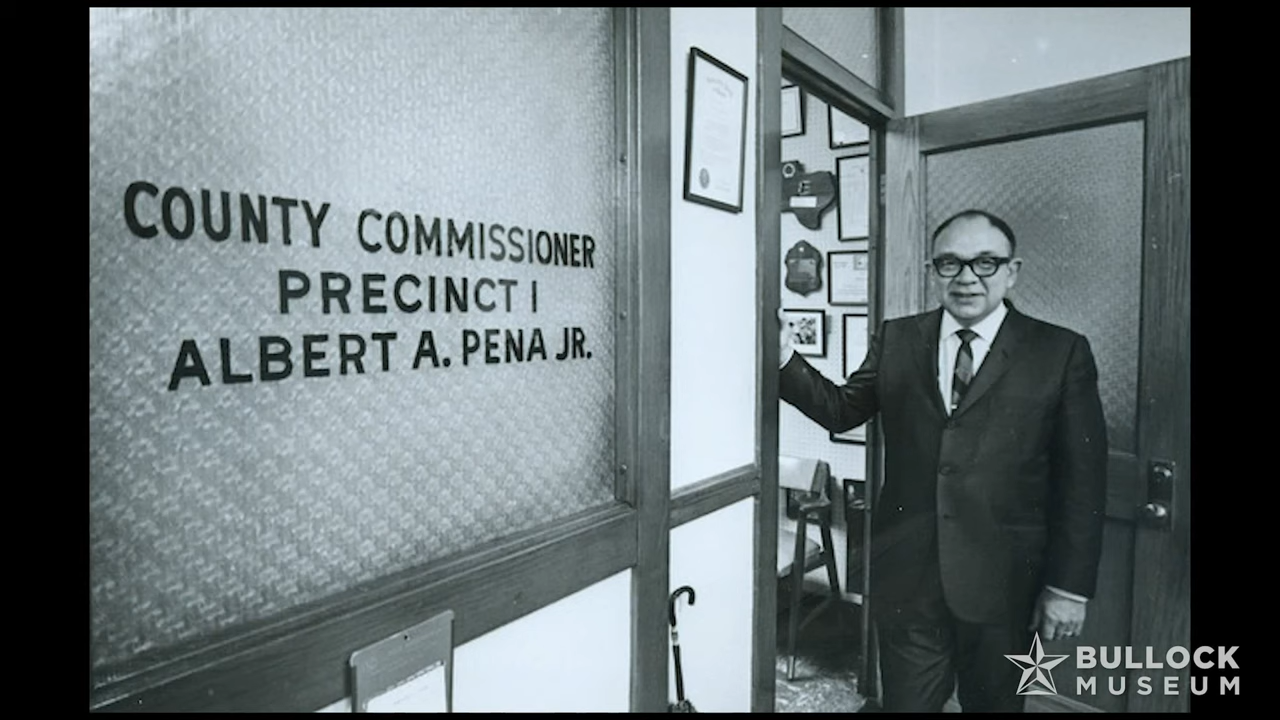 COUNTY COMMISSIONER
PRECINCT I
ALBERT A. PENA JR.
BULLOCK
MUSEUM